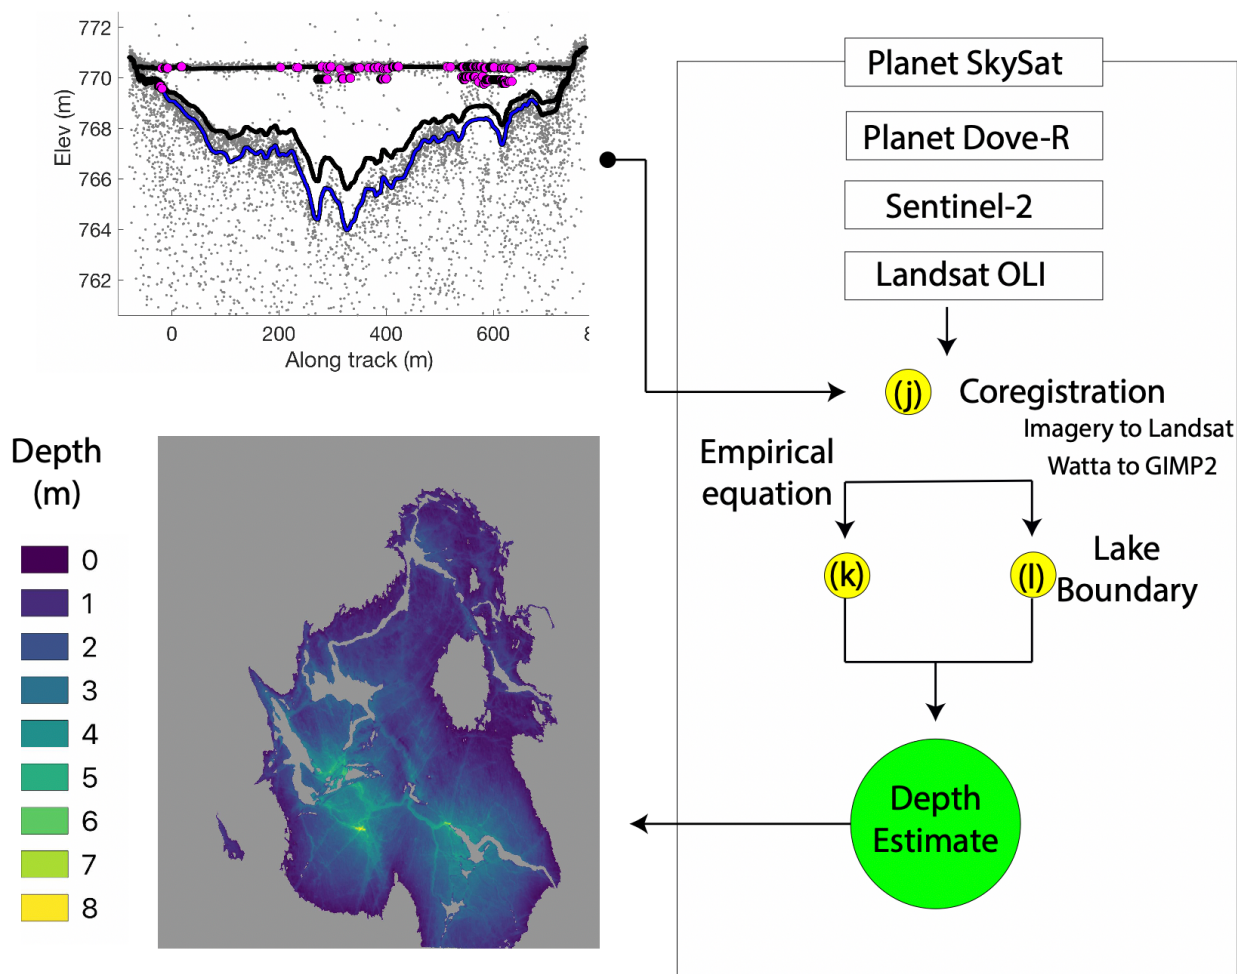 772
770
768
766
764
762
Elev (m)
0
200
400
600
8
Along track (m)
Planet SkySat
Planet Dove-R
Sentinel-2
Landsat OLI
(j)
Coregistration
Imagery to Landsat
Watta to GIMP2
Empirical
equation
(k)
(l)
Lake
Boundary
Depth
Estimate
Depth
(m)
0
1
2
3
4
5
6
7
8